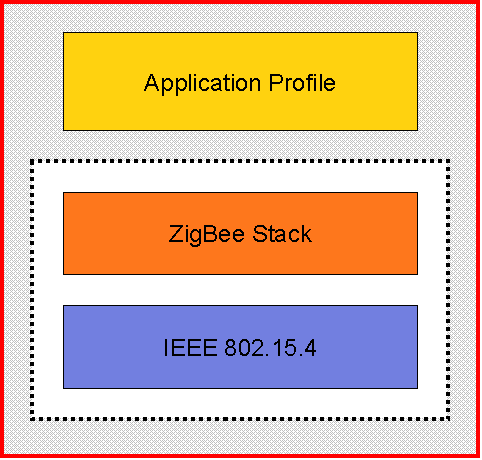 Application Profile
ZigBee Stack
IEEE 802.15.4